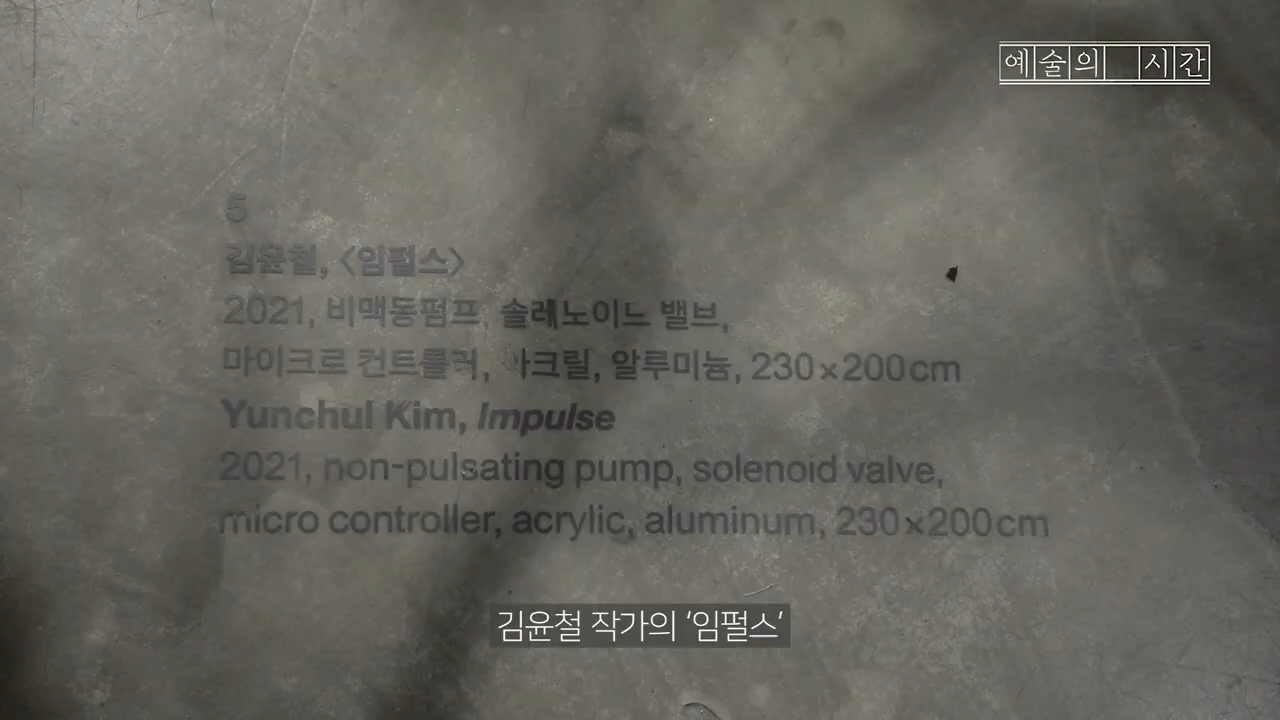 예술의 시간
5
김윤철, 〈임펄스〉
2021, 비맥동펌프, 솔레노이드 밸브,
마이크로 컨트롤러, 아크릴, 알루미늄, 230×200cm
Yunchul Kim, Impulse
2021, non-pulsating pump, solenoid valve,
micro controller, acrylic, aluminum, 230×200cm
김윤철 작가의 ‘임펄스’